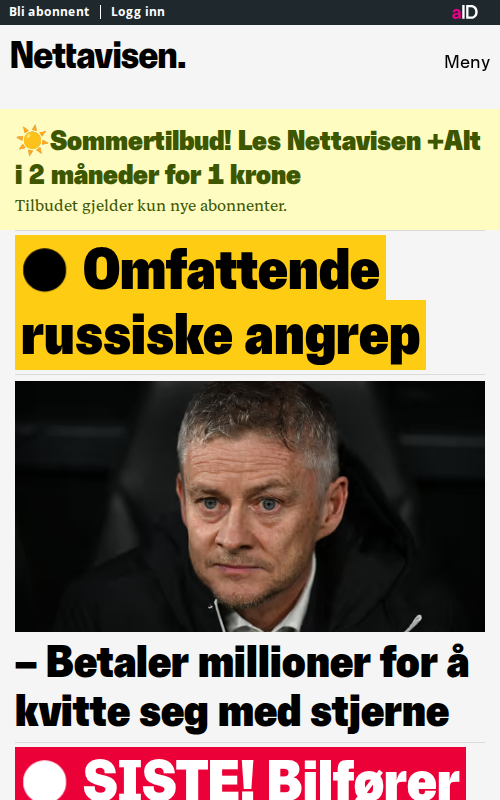 Bli abonnent | Logg inn
aID
Nettavisen.
Meny
☀️Sommertilbud! Les Nettavisen +Alt
i 2 måneder for 1 krone
Tilbudet gjelder kun nye abonnenter.
Omfattende
russiske angrep
– Betaler millioner for å
kvitte seg med stjerne
SISTE! Bilfører